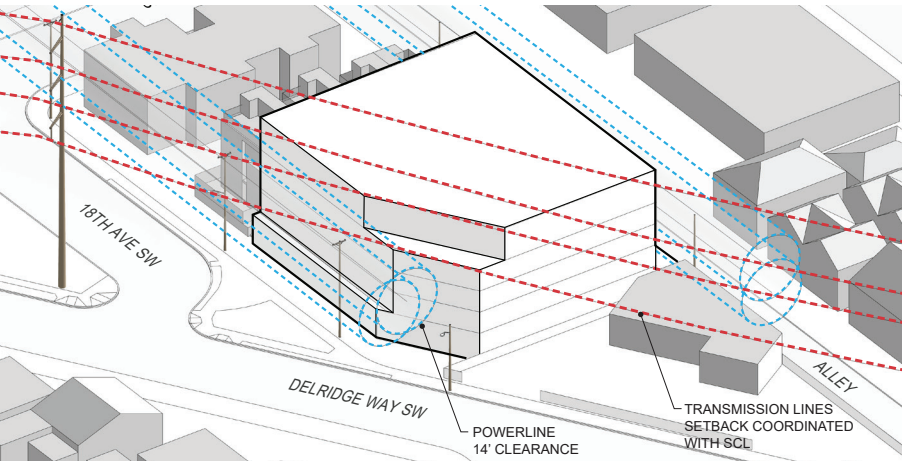 18TH AVE SW
DELRIDGE WAY SW
ALLEY
POWERLINE
14' CLEARANCE
TRANSMISSION LINES
SETBACK COORDINATED
WITH SCL